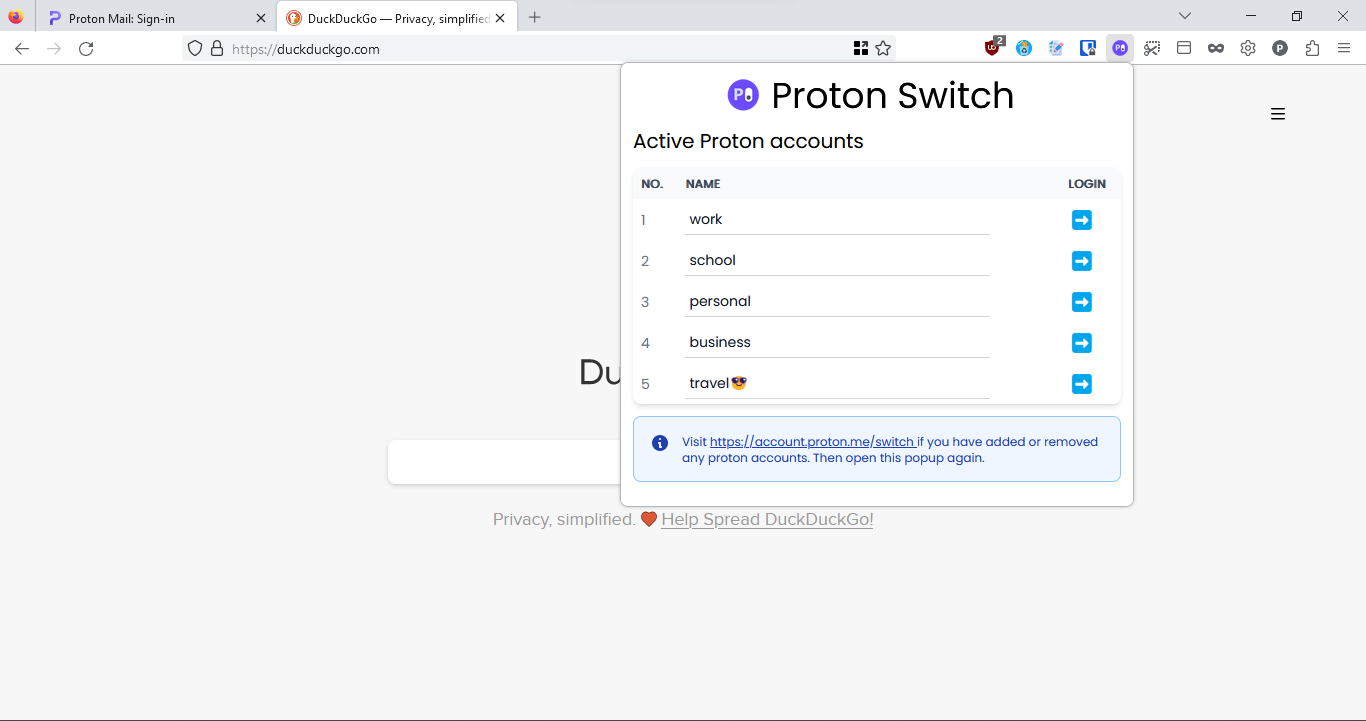 Proton Mail: Sign-in
DuckDuckGo — Privacy, simplified
https://duckduckgo.com
2
P
Proton Switch
Active Proton accounts
NO. NAME LOGIN
1 work
2 school
3 personal
4 business
5 travel😎
Visit https://account.proton.me/switch if you have added or removed
any proton accounts. Then open this popup again.
Du
Privacy, simplified. ❤️ Help Spread DuckDuckGo!